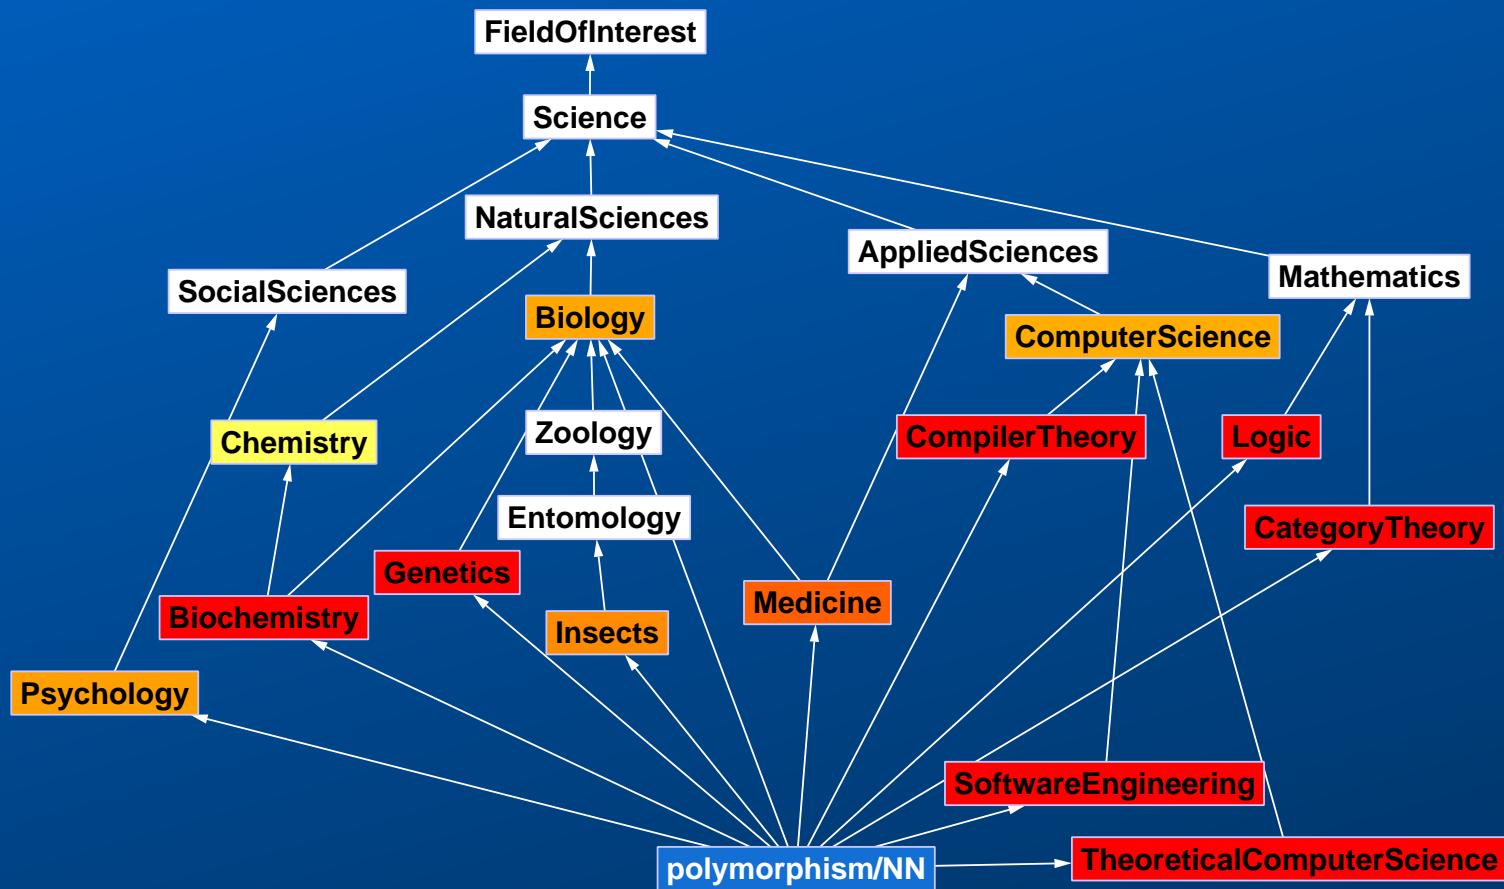 FieldOfInterest
Science
NaturalSciences
AppliedSciences
SocialSciences
Mathematics
Biology
ComputerScience
Chemistry
Zoology
CompilerTheory
Logic
Entomology
CategoryTheory
Genetics
Medicine
Biochemistry
Insects
Psychology
SoftwareEngineering
polymorphism/NN
TheoreticalComputerScience